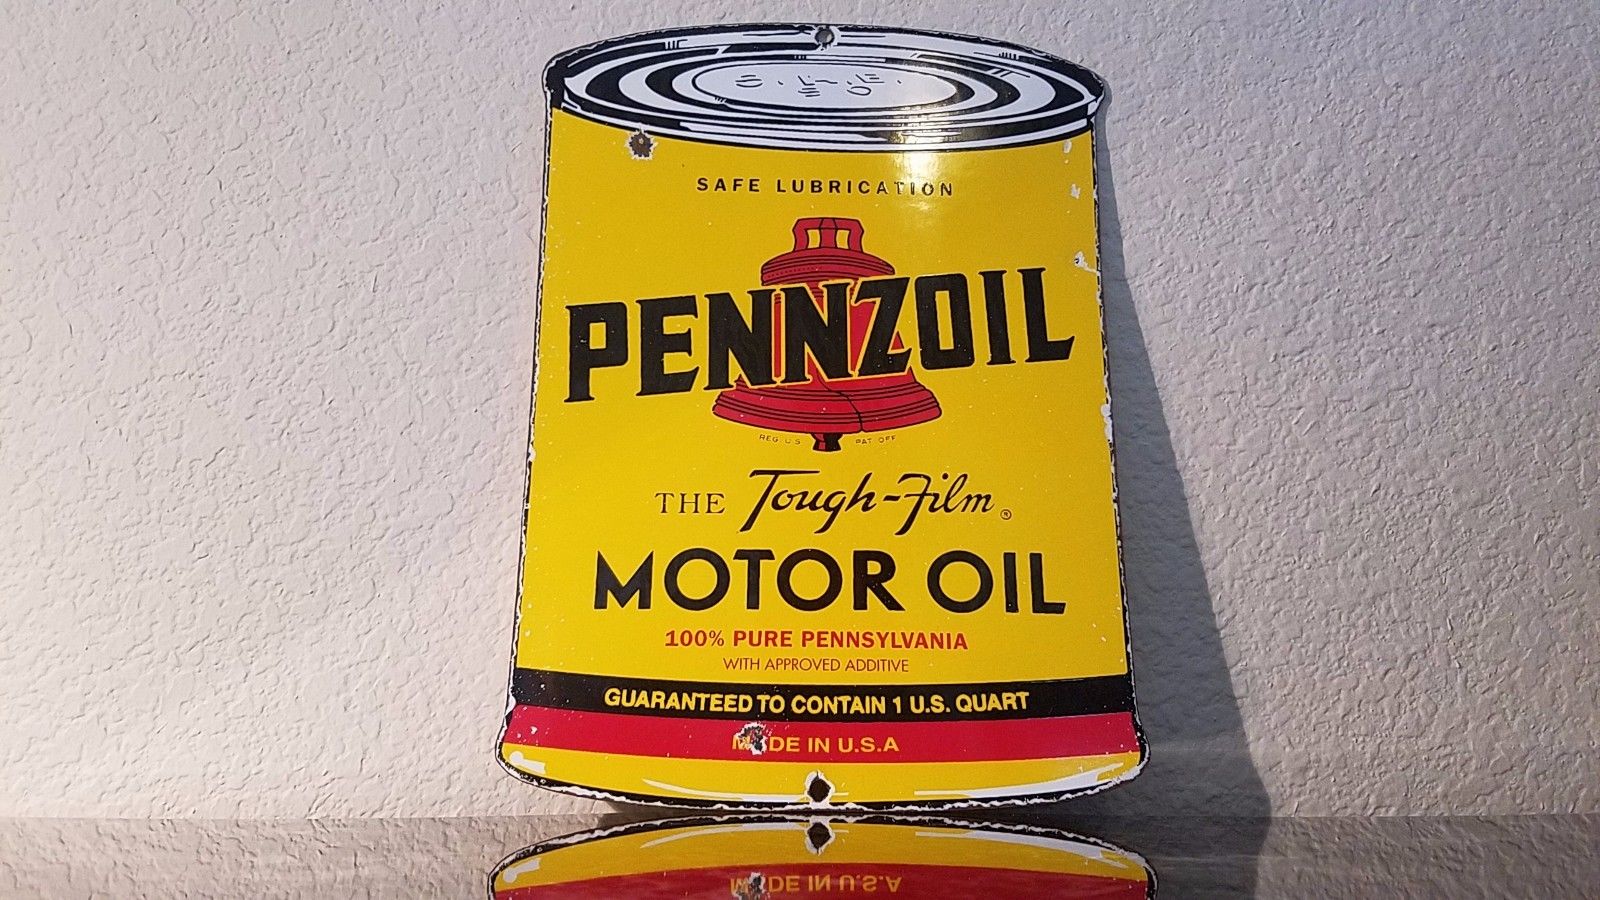 SAFE LUBRICATION
PENNZOIL
REG. U.S. PAT. OFF.
THE Tough-Film ®
MOTOR OIL
100% PURE PENNSYLVANIA
WITH APPROVED ADDITIVE
GUARANTEED TO CONTAIN 1 U.S. QUART
MADE IN U.S.A